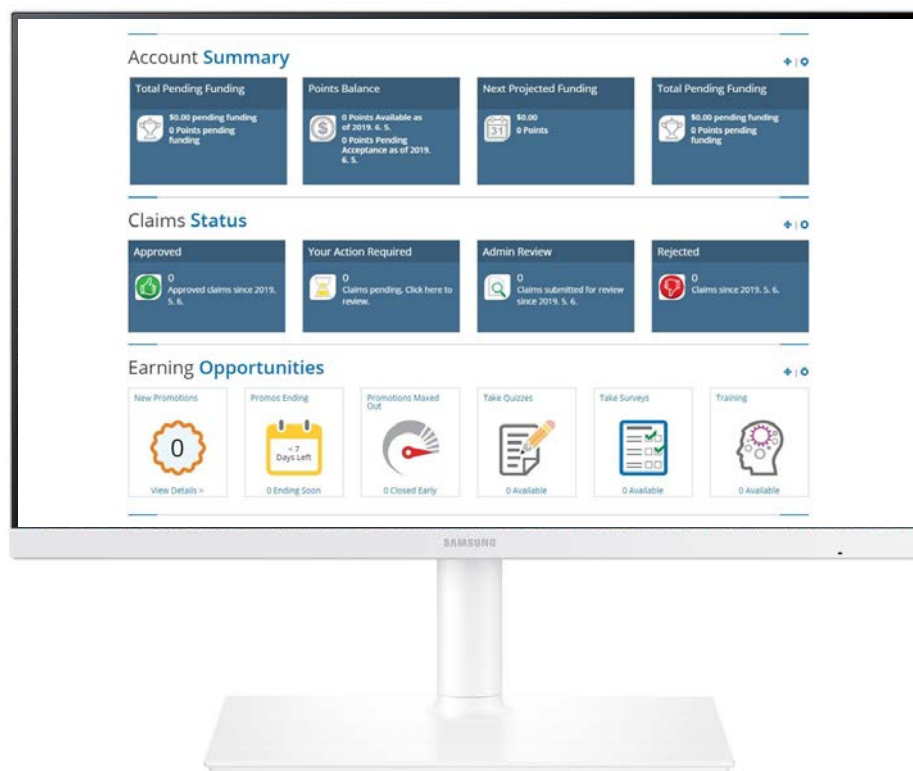 Account Summary
Total Pending Funding
$0.00 pending funding
0 Points pending
funding
Points Balance
0 Points Available as
of 2019. 6. 5.
0 Points Pending
Acceptance as of 2019.
6. 5.
Next Projected Funding
31
$0.00
0 Points
Total Pending Funding
$0.00 pending funding
0 Points pending
funding
Claims Status
Approved
0
Approved claims since 2019.
5. 6.
Your Action Required
0
Claims pending. Click here to
review.
Admin Review
0
Claims submitted for review
since 2019. 5. 6.
Rejected
0
Claims since 2019. 5. 6.
Earning Opportunities
New Promotions
0
View Details >
Promos Ending
< 7
Days Left
0 Ending Soon
Promotions Maxed
Out
0 Closed Early
Take Quizzes
0 Available
Take Surveys
0 Available
Training
0 Available
SAMSUNG